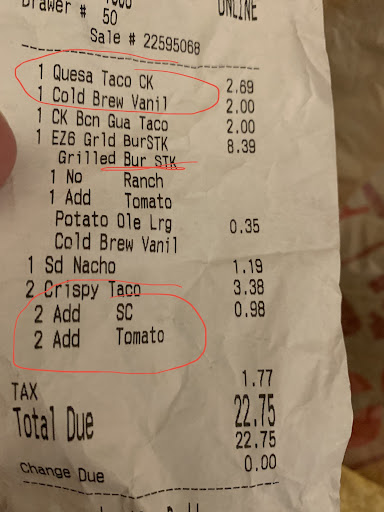 Drawer # ONLINE
50
Sale # 22595068
1 Quesa Taco CK 2.69
1 Cold Brew Vanil 2.00
1 CK Bcn Gua Taco 2.00
1 EZ6 Grld BurSTK 8.39
Grilled Bur STK
1 No Ranch
1 Add Tomato
Potato Ole Lrg 0.35
Cold Brew Vanil
1 Sd Nacho 1.19
2 Crispy Taco 3.38
2 Add SC 0.98
2 Add Tomato
TAX 1.77
Total Due 22.75
22.75
Change Due 0.00